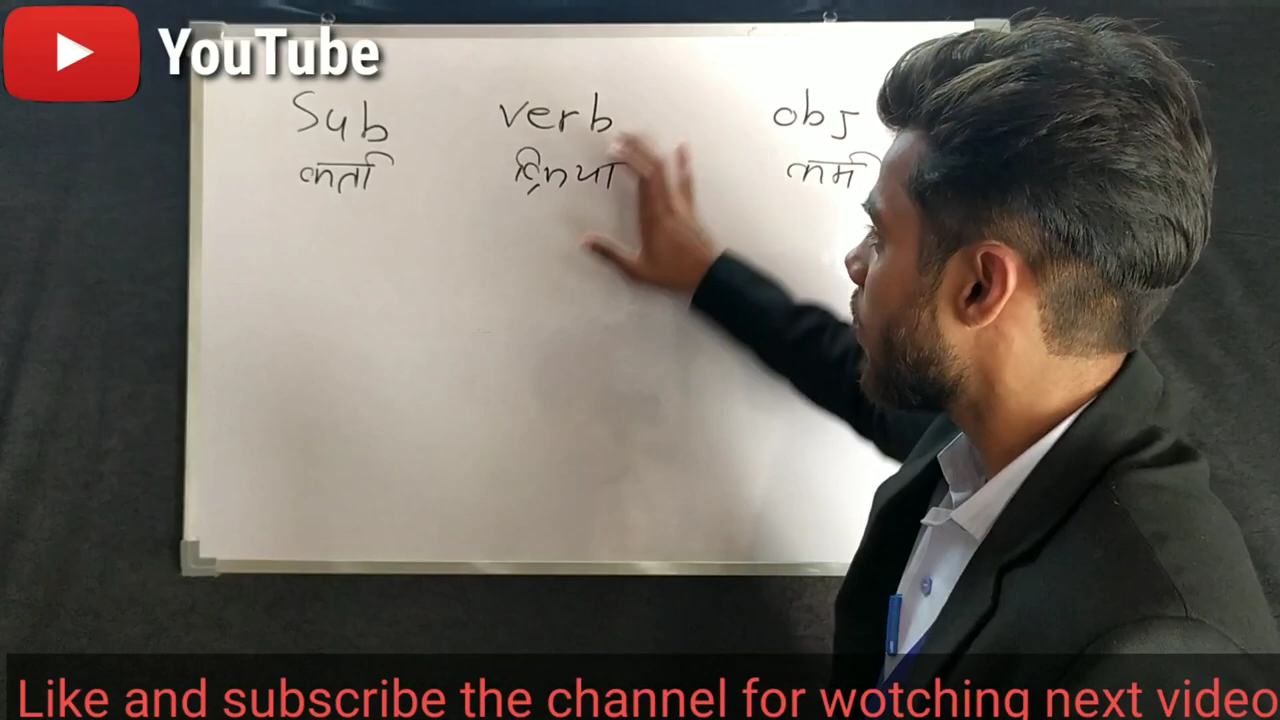 YouTube
Sub verb obj
कर्ता क्रिया कर्म
Like and subscribe the channel for wotching next video